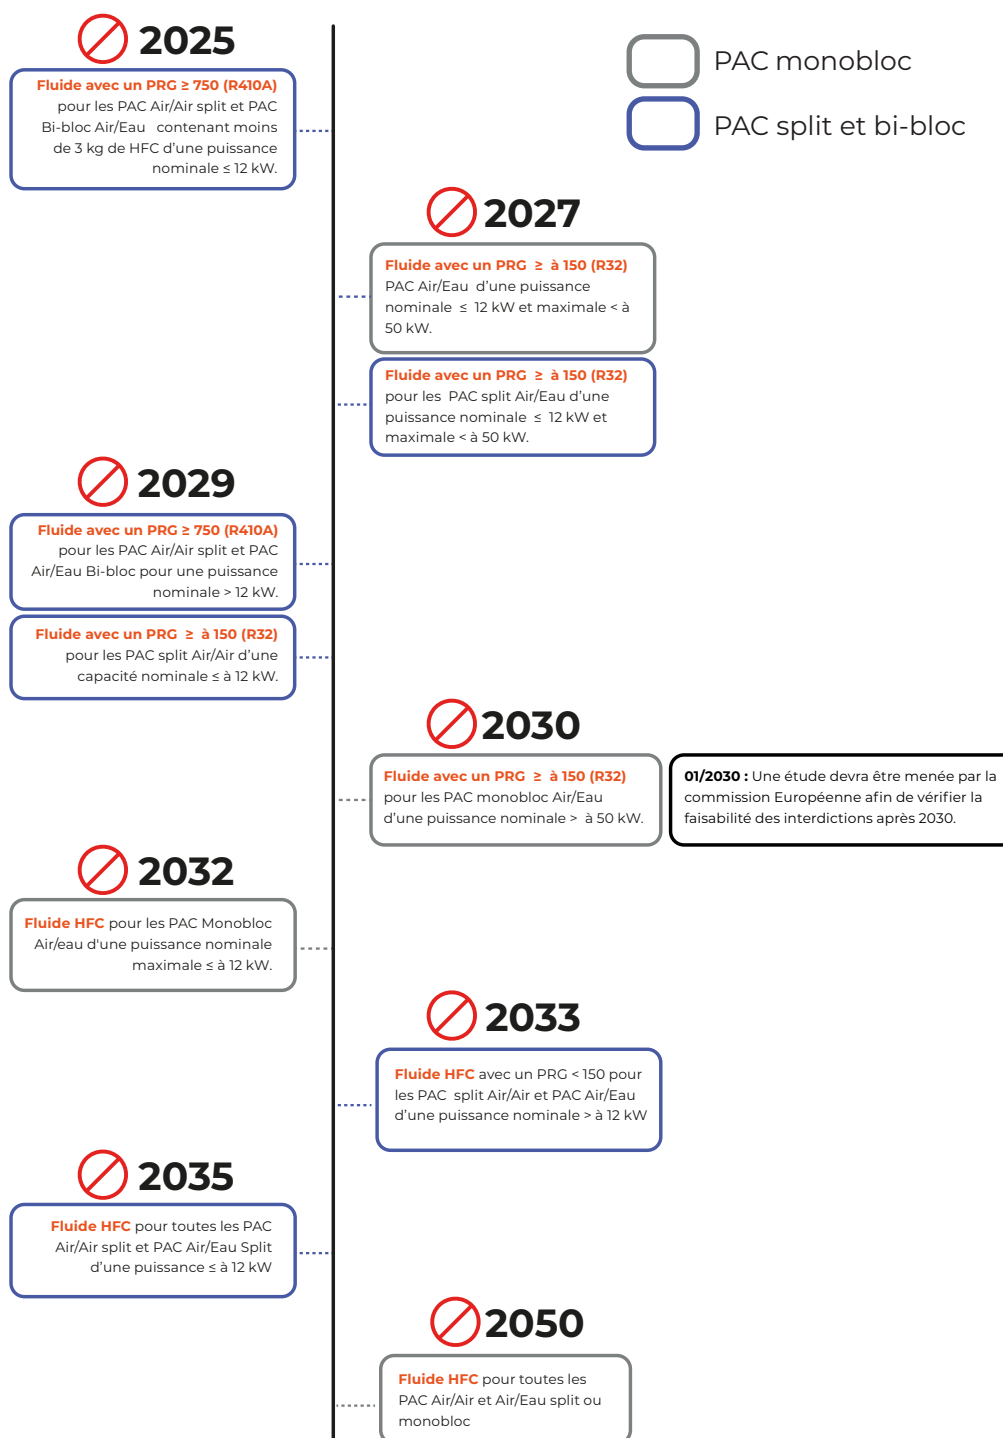 2025
Fluide avec un PRG ≥ 750 (R410A)
pour les PAC Air/Air split et PAC
Bi-bloc Air/Eau contenant moins
de 3 kg de HFC d'une puissance
nominale ≤ 12 kW.
PAC monobloc
PAC split et bi-bloc
2027
Fluide avec un PRG ≥ à 150 (R32)
PAC Air/Eau d'une puissance
nominale ≤ 12 kW et maximale < à
50 kW.
Fluide avec un PRG ≥ à 150 (R32)
pour les PAC split Air/Eau d'une
puissance nominale ≤ 12 kW et
maximale < à 50 kW.
2029
Fluide avec un PRG ≥ 750 (R410A)
pour les PAC Air/Air split et PAC
Air/Eau Bi-bloc pour une puissance
nominale > 12 kW.
Fluide avec un PRG ≥ à 150 (R32)
pour les PAC split Air/Air d'une
capacité nominale ≤ à 12 kW.
2030
Fluide avec un PRG ≥ à 150 (R32)
pour les PAC monobloc Air/Eau
d'une puissance nominale > à 50 kW.
01/2030 : Une étude devra être menée par la
commission Européenne afin de vérifier la
faisabilité des interdictions après 2030.
2032
Fluide HFC pour les PAC Monobloc
Air/eau d'une puissance nominale
maximale ≤ à 12 kW.
2033
Fluide HFC avec un PRG < 150 pour
les PAC split Air/Air et PAC Air/Eau
d'une puissance nominale > à 12 kW
2035
Fluide HFC pour toutes les PAC
Air/Air split et PAC Air/Eau Split
d'une puissance ≤ à 12 kW
2050
Fluide HFC pour toutes les
PAC Air/Air et Air/Eau split ou
monobloc